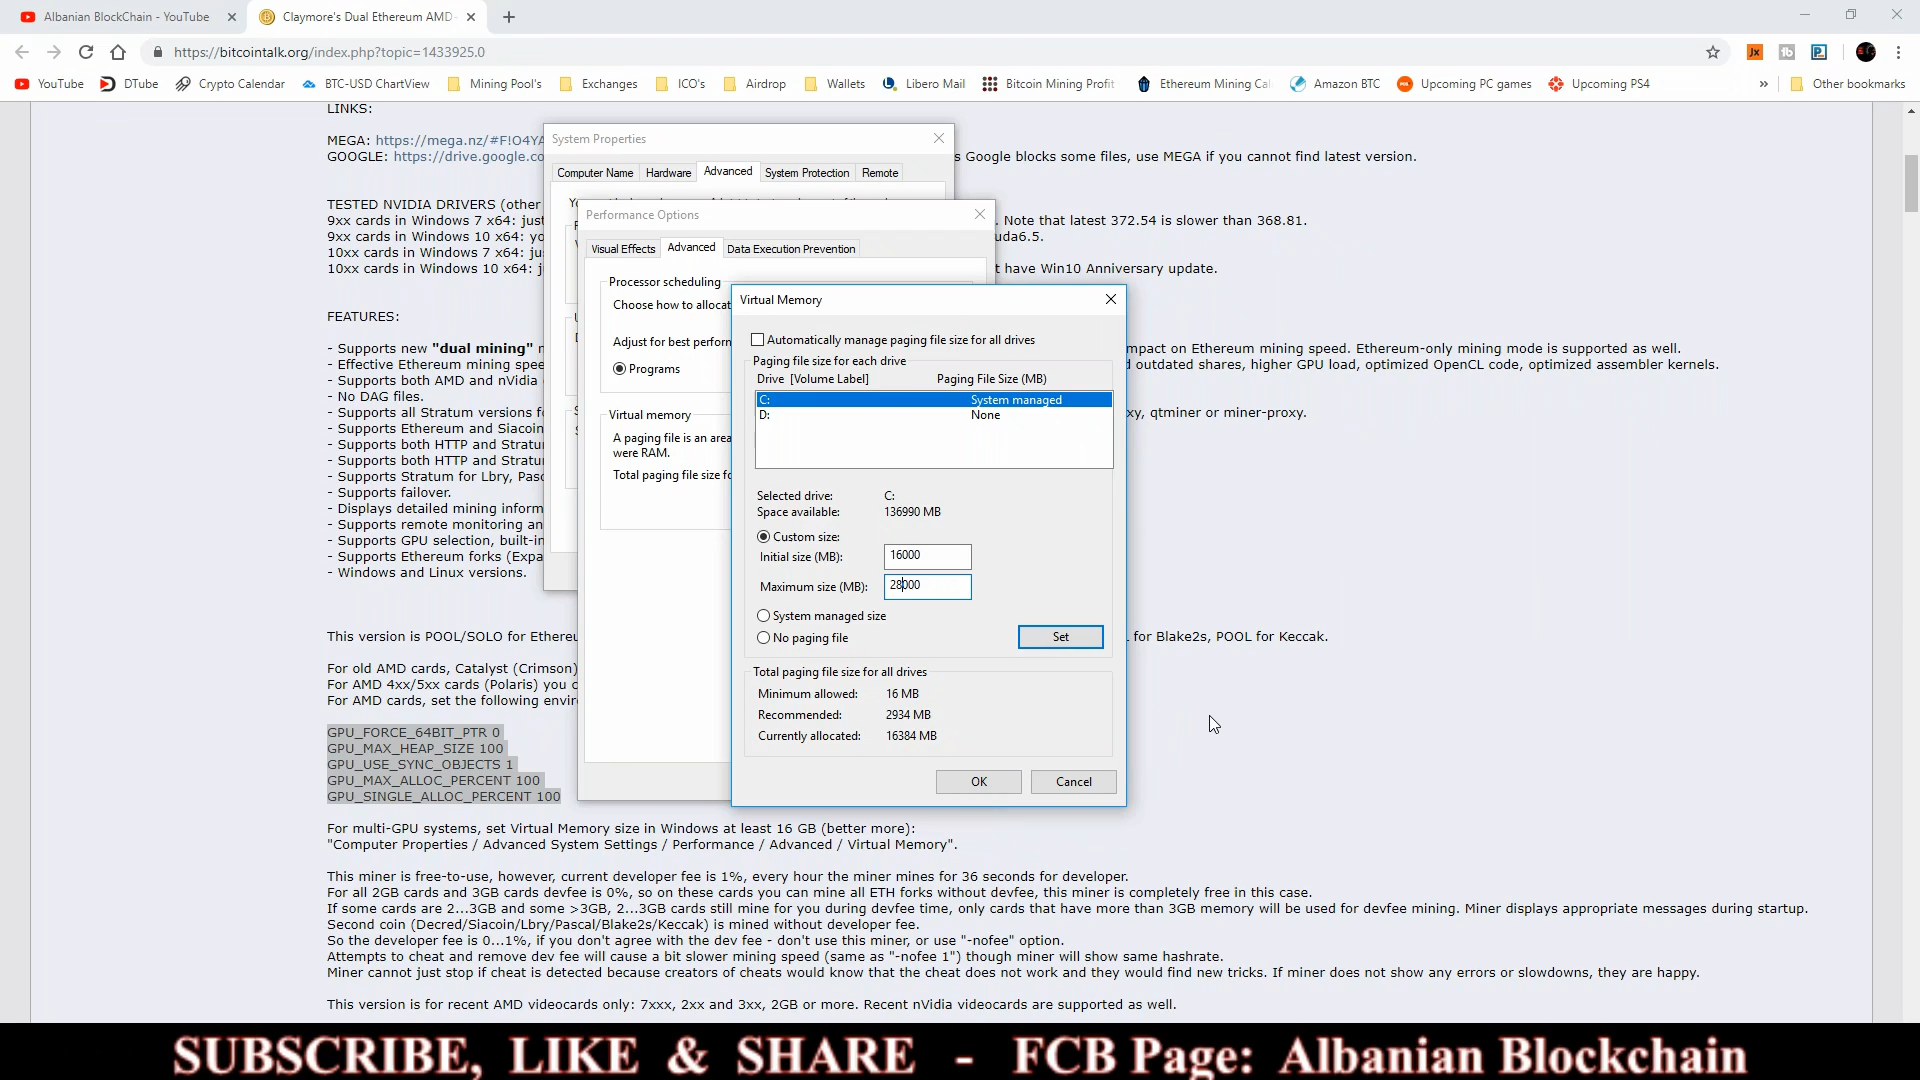 Albanian BlockChain - YouTube
Claymore's Dual Ethereum AMD
https://bitcointalk.org/index.php?topic=1433925.0
YouTube
DTube
Crypto Calendar
BTC-USD ChartView
Mining Pool's
Exchanges
ICO's
Airdrop
Wallets
Libero Mail
Bitcoin Mining Profit
Ethereum Mining Cal
Amazon BTC
Upcoming PC games
Upcoming PS4
Other bookmarks
LINKS:
MEGA: https://mega.nz/#F!O4YA
GOOGLE: https://drive.google.co
s Google blocks some files, use MEGA if you cannot find latest version.
TESTED NVIDIA DRIVERS (other
9xx cards in Windows 7 x64: jus
. Note that latest 372.54 is slower than 368.81.
9xx cards in Windows 10 x64: yo
uda6.5.
10xx cards in Windows 7 x64: ju
10xx cards in Windows 10 x64: j
t have Win10 Anniversary update.
FEATURES:
- Supports new "dual mining" m
mpact on Ethereum mining speed. Ethereum-only mining mode is supported as well.
- Effective Ethereum mining spee
d outdated shares, higher GPU load, optimized OpenCL code, optimized assembler kernels.
- Supports both AMD and nVidia
- No DAG files.
- Supports all Stratum versions f
xy, qtminer or miner-proxy.
- Supports Ethereum and Siacoin
- Supports both HTTP and Stratu
- Supports both HTTP and Stratu
- Supports Stratum for Lbry, Pasc
- Supports failover.
- Displays detailed mining inform
- Supports remote monitoring an
- Supports GPU selection, built-in
- Supports Ethereum forks (Expa
- Windows and Linux versions.
This version is POOL/SOLO for Ethereu
L for Blake2s, POOL for Keccak.
For old AMD cards, Catalyst (Crimson)
For AMD 4xx/5xx cards (Polaris) you c
For AMD cards, set the following envir
GPU_FORCE_64BIT_PTR 0
GPU_MAX_HEAP_SIZE 100
GPU_USE_SYNC_OBJECTS 1
GPU_MAX_ALLOC_PERCENT 100
GPU_SINGLE_ALLOC_PERCENT 100
For multi-GPU systems, set Virtual Memory size in Windows at least 16 GB (better more):
"Computer Properties / Advanced System Settings / Performance / Advanced / Virtual Memory".
This miner is free-to-use, however, current developer fee is 1%, every hour the miner mines for 36 seconds for developer.
For all 2GB cards and 3GB cards devfee is 0%, so on these cards you can mine all ETH forks without devfee, this miner is completely free in this case.
If some cards are 2...3GB and some >3GB, 2...3GB cards still mine for you during devfee time, only cards that have more than 3GB memory will be used for devfee mining. Miner displays appropriate messages during startup.
Second coin (Decred/Siacoin/Lbry/Pascal/Blake2s/Keccak) is mined without developer fee.
So the developer fee is 0...1%, if you don't agree with the dev fee - don't use this miner, or use "-nofee" option.
Attempts to cheat and remove dev fee will cause a bit slower mining speed (same as "-nofee 1") though miner will show same hashrate.
Miner cannot just stop if cheat is detected because creators of cheats would know that the cheat does not work and they would find new tricks. If miner does not show any errors or slowdowns, they are happy.
This version is for recent AMD videocards only: 7xxx, 2xx and 3xx, 2GB or more. Recent nVidia videocards are supported as well.
System Properties
Computer Name
Hardware
Advanced
System Protection
Remote
Performance Options
Visual Effects
Advanced
Data Execution Prevention
Processor scheduling
Choose how to allocat
Adjust for best perform
Programs
Virtual memory
A paging file is an area
were RAM.
Total paging file size fo
Virtual Memory
Automatically manage paging file size for all drives
Paging file size for each drive
Drive [Volume Label]
Paging File Size (MB)
C:
System managed
D:
None
Selected drive:
C:
Space available:
136990 MB
Custom size:
Initial size (MB):
16000
Maximum size (MB):
28000
System managed size
No paging file
Set
Total paging file size for all drives
Minimum allowed:
16 MB
Recommended:
2934 MB
Currently allocated:
16384 MB
OK
Cancel
SUBSCRIBE, LIKE & SHARE - FCB Page: Albanian Blockchain